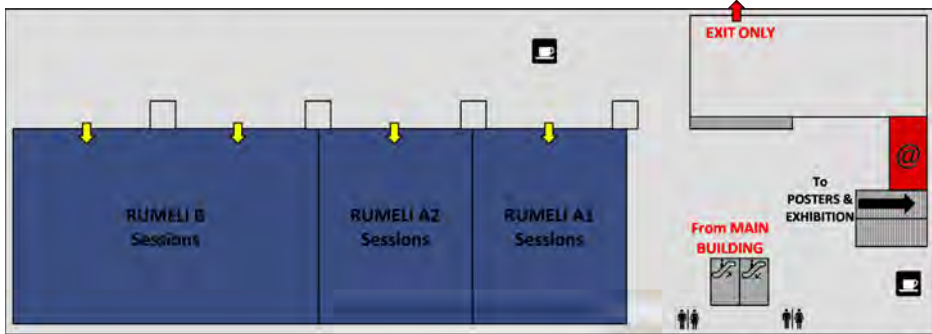 EXIT ONLY
@
To
POSTERS &
EXHIBITION
RUMELI B
Sessions
RUMELI A2
Sessions
RUMELI A1
Sessions
From MAIN
BUILDING